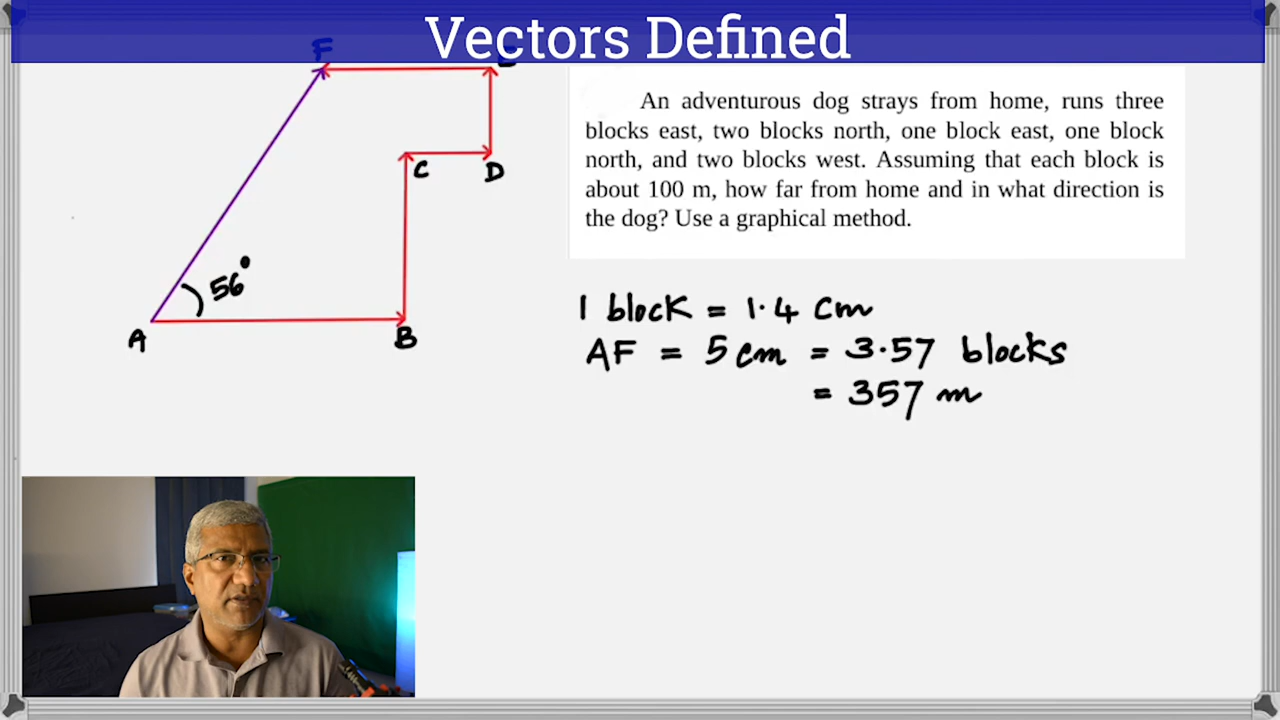 Vectors Defined
F
E
C
D
56°
A
B
An adventurous dog strays from home, runs three
blocks east, two blocks north, one block east, one block
north, and two blocks west. Assuming that each block is
about 100 m, how far from home and in what direction is
the dog? Use a graphical method.
1 block = 1.4 cm
AF = 5 cm = 3.57 blocks
= 357 m